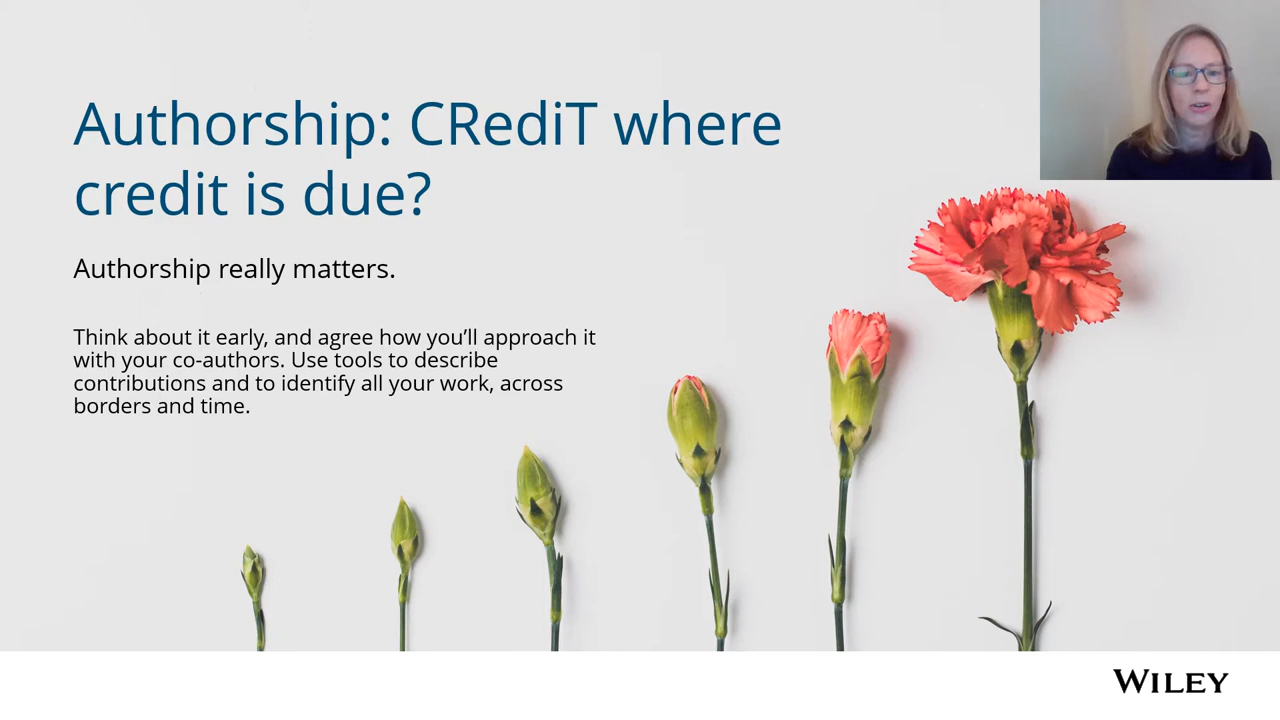 Authorship: CRediT where
credit is due?
Authorship really matters.
Think about it early, and agree how you’ll approach it
with your co-authors. Use tools to describe
contributions and to identify all your work, across
borders and time.
WILEY